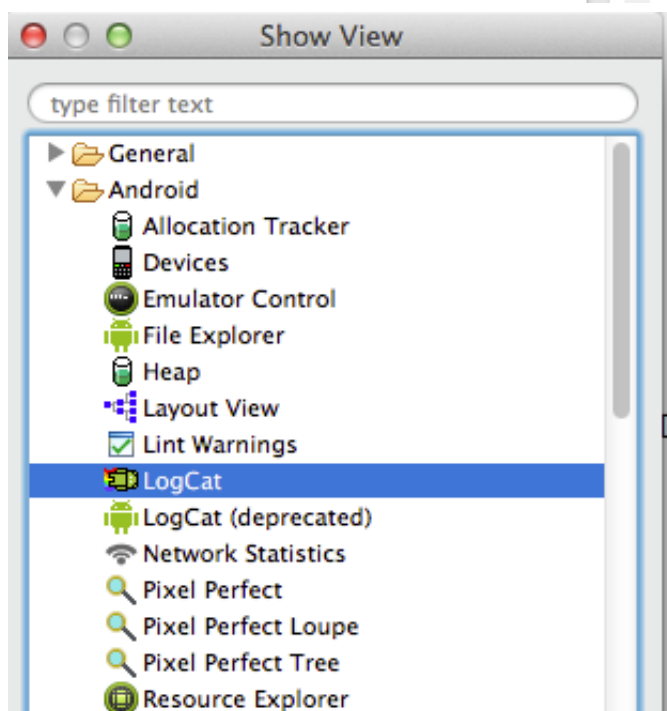 Show View
type filter text
General
Android
Allocation Tracker
Devices
Emulator Control
File Explorer
Heap
Layout View
Lint Warnings
LogCat
LogCat (deprecated)
Network Statistics
Pixel Perfect
Pixel Perfect Loupe
Pixel Perfect Tree
Resource Explorer